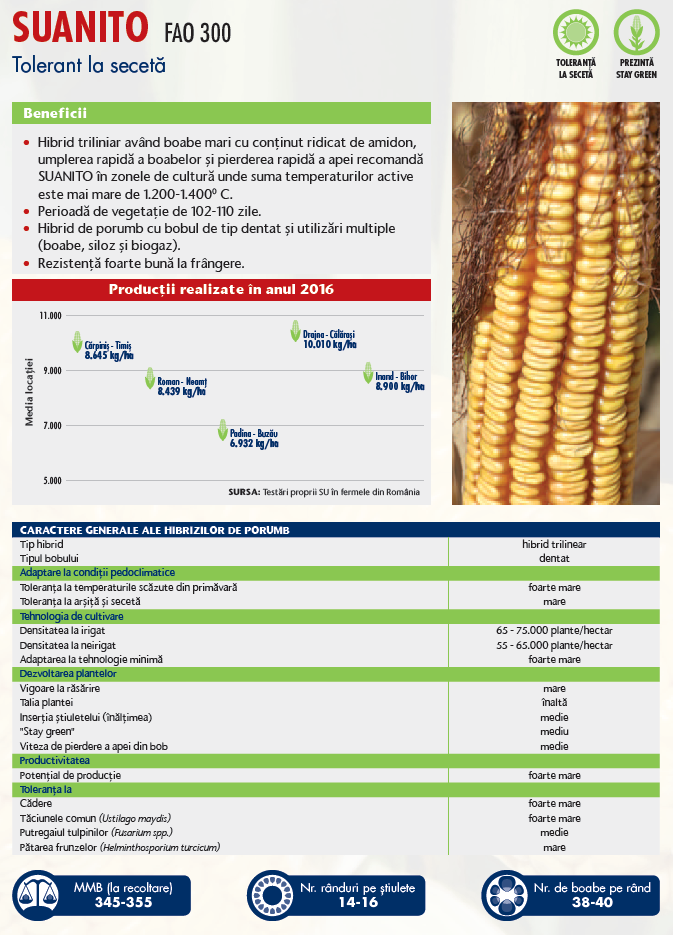 SUANITO FAO 300
Tolerant la secetă
TOLERANȚĂ
LA SECETĂ
PREZINTĂ
STAY GREEN
Beneficii
• Hibrid triliniar având boabe mari cu conținut ridicat de amidon,
umplerea rapidă a boabelor și pierderea rapidă a apei recomandă
SUANITO în zonele de cultură unde suma temperaturilor active
este mai mare de 1.200-1.400⁰ C.
• Perioadă de vegetație de 102-110 zile.
• Hibrid de porumb cu bobul de tip dentat și utilizări multiple
(boabe, siloz și biogaz).
• Rezistență foarte bună la frângere.
Producții realizate în anul 2016
Media locației
11.000
9.000
7.000
5.000
Cărpiniș - Timiș
8.645 kg/ha
Roman - Neamț
8.439 kg/ha
Padina - Buzău
6.932 kg/ha
Drajna - Călărași
10.010 kg/ha
Inand - Bihor
8.900 kg/ha
SURSA: Testări proprii SU în fermele din România
CARACTERE GENERALE ALE HIBRIZILOR DE PORUMB
Tip hibrid hibrid trilinear
Tipul bobului dentat
Adaptare la condiții pedoclimatice
Toleranța la temperaturile scăzute din primăvară foarte mare
Toleranța la arșiță și secetă mare
Tehnologia de cultivare
Densitatea la irigat 65 - 75.000 plante/hectar
Densitatea la neirigat 55 - 65.000 plante/hectar
Adaptarea la tehnologie minimă foarte mare
Dezvoltarea plantelor
Vigoare la răsărire mare
Talia plantei înaltă
Inserția știuletelui (înălțimea) medie
"Stay green" mediu
Viteza de pierdere a apei din bob medie
Productivitatea
Potențial de producție foarte mare
Toleranța la
Cădere foarte mare
Tăciunele comun (Ustilago maydis) foarte mare
Putregaiul tulpinilor (Fusarium spp.) medie
Pătarea frunzelor (Helminthosporium turcicum) mare
MMB (la recoltare)
345-355
Nr. rânduri pe știulete
14-16
Nr. de boabe pe rând
38-40